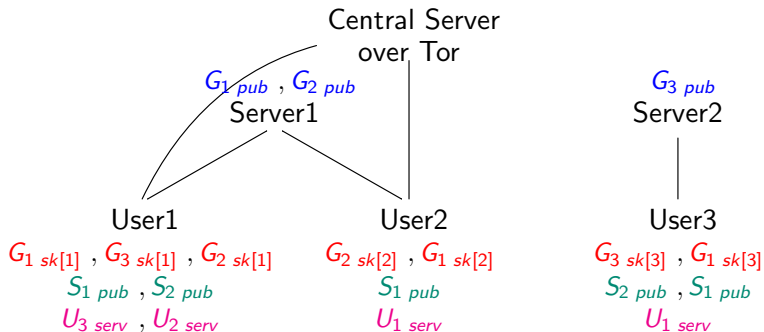 Central Server
over Tor
G1 pub , G2 pub
Server1
G3 pub
Server2
User1
G1 sk[1] , G3 sk[1] , G2 sk[1]
S1 pub , S2 pub
U3 serv , U2 serv
User2
G2 sk[2] , G1 sk[2]
S1 pub
U1 serv
User3
G3 sk[3] , G1 sk[3]
S2 pub , S1 pub
U1 serv